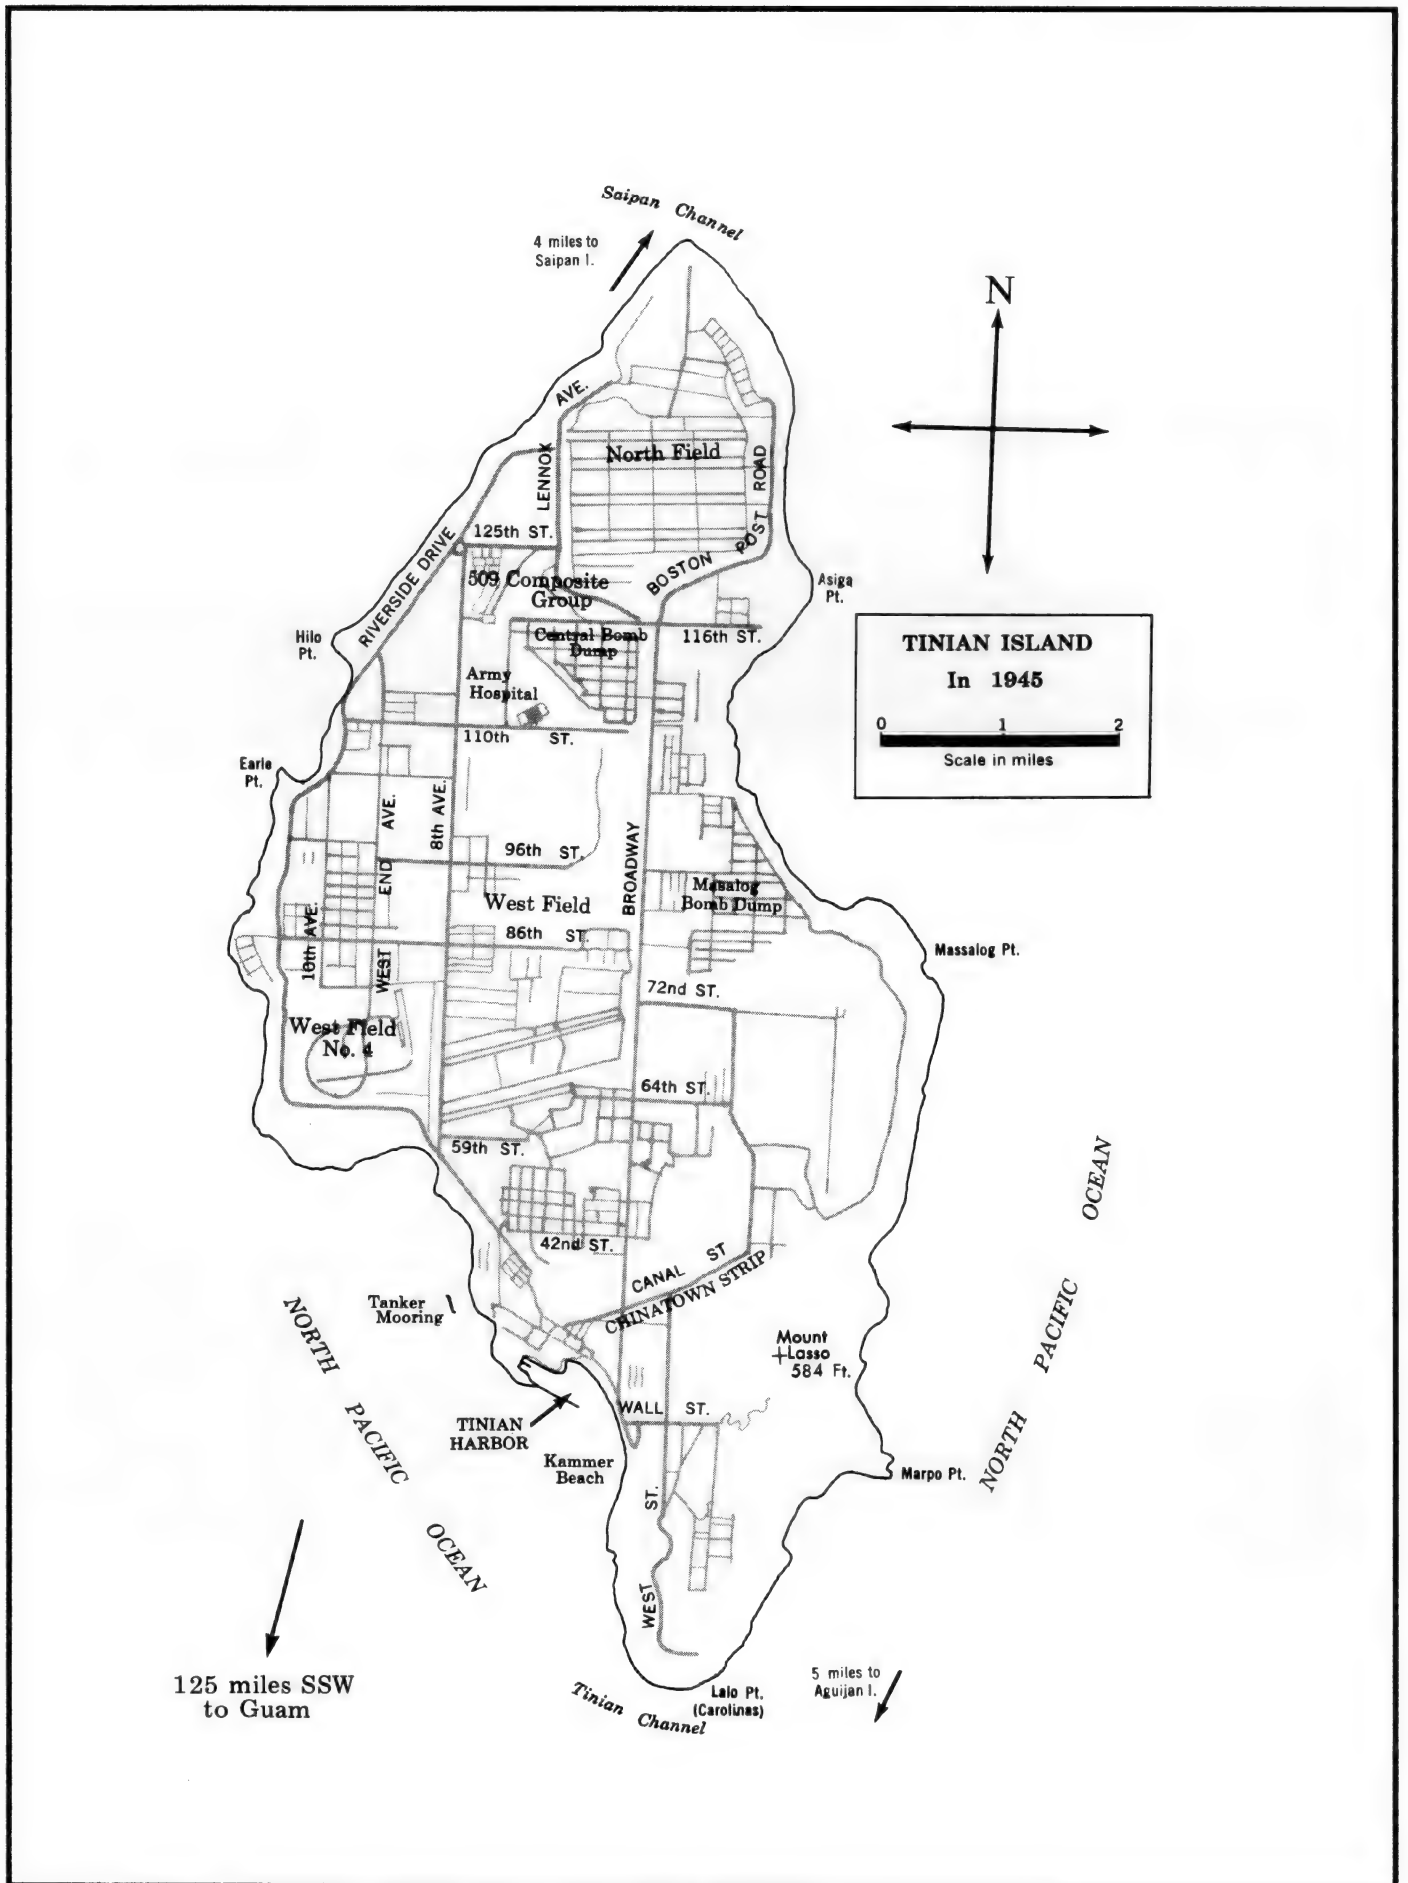 Saipan Channel
4 miles to
Saipan I.
N
LENNOX AVE.
North Field
BOSTON POST ROAD
125th ST.
RIVERSIDE DRIVE
509 Composite
Group
Asiga
Pt.
Hilo
Pt.
Central Bomb
Dump
116th ST.
TINIAN ISLAND
In 1945
0 1 2
Scale in miles
Army
Hospital
110th ST.
Earle
Pt.
WEST END AVE.
8th AVE.
96th ST.
BROADWAY
Masalog
Bomb Dump
West Field
10th AVE.
86th ST.
Massalog Pt.
72nd ST.
West Field
No. 4
64th ST.
59th ST.
42nd ST.
CANAL ST
CHINATOWN STRIP
Tanker
Mooring
Mount
Lasso
584 Ft.
NORTH PACIFIC OCEAN
NORTH PACIFIC OCEAN
WALL ST.
TINIAN
HARBOR
Kammer
Beach
Marpo Pt.
WEST ST.
125 miles SSW
to Guam
5 miles to
Aguijan I.
Lalo Pt.
(Carolinas)
Tinian Channel